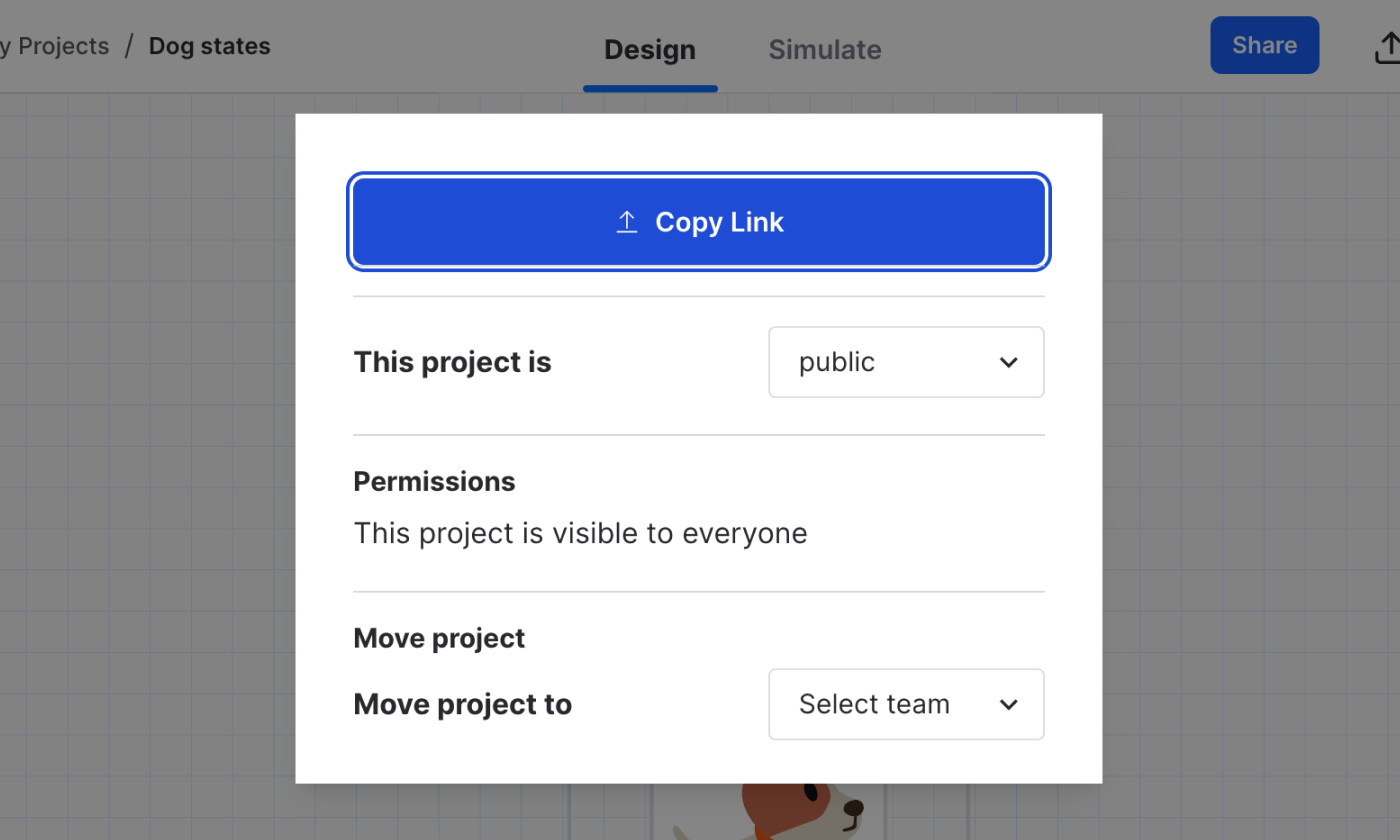 y Projects / Dog states
Design
Simulate
Share
Copy Link
This project is
public
Permissions
This project is visible to everyone
Move project
Move project to
Select team